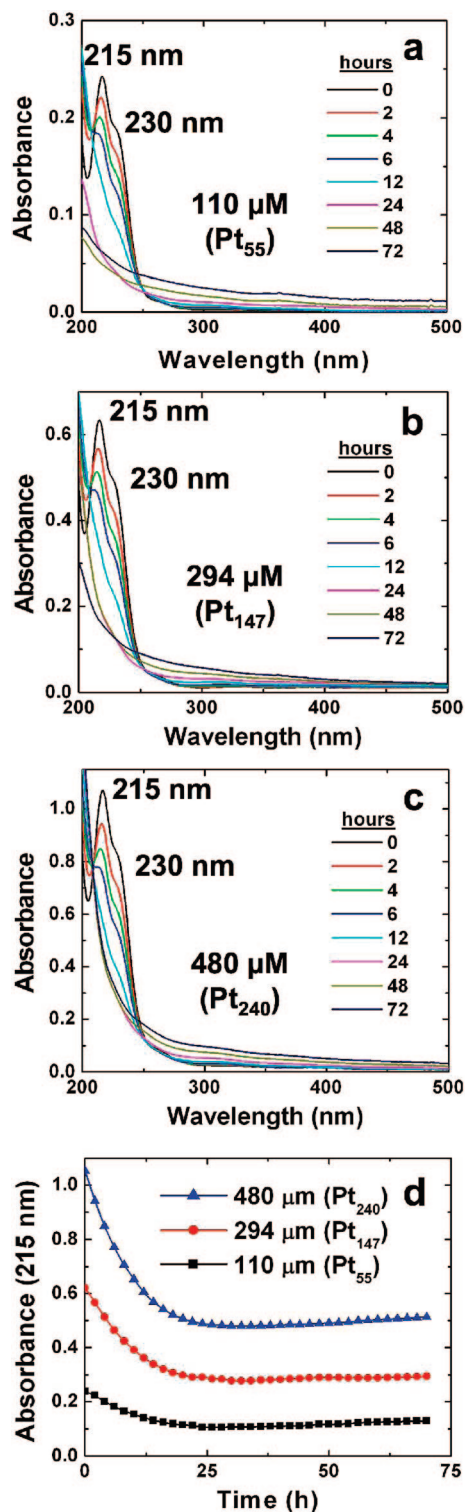 a
215 nm
230 nm
hours
0
2
4
6
12
24
48
72
110 μM
(Pt₅₅)
0.3
0.2
0.1
0.0
Absorbance
200 300 400 500
Wavelength (nm)
b
215 nm
230 nm
hours
0
2
4
6
12
24
48
72
294 μM
(Pt₁₄₇)
0.6
0.4
0.2
0.0
Absorbance
200 300 400 500
Wavelength (nm)
c
215 nm
230 nm
hours
0
2
4
6
12
24
48
72
480 μM
(Pt₂₄₀)
1.0
0.8
0.6
0.4
0.2
0.0
Absorbance
200 300 400 500
Wavelength (nm)
d
480 μm (Pt₂₄₀)
294 μm (Pt₁₄₇)
110 μm (Pt₅₅)
1.0
0.8
0.6
0.4
0.2
0.0
Absorbance (215 nm)
0 25 50 75
Time (h)